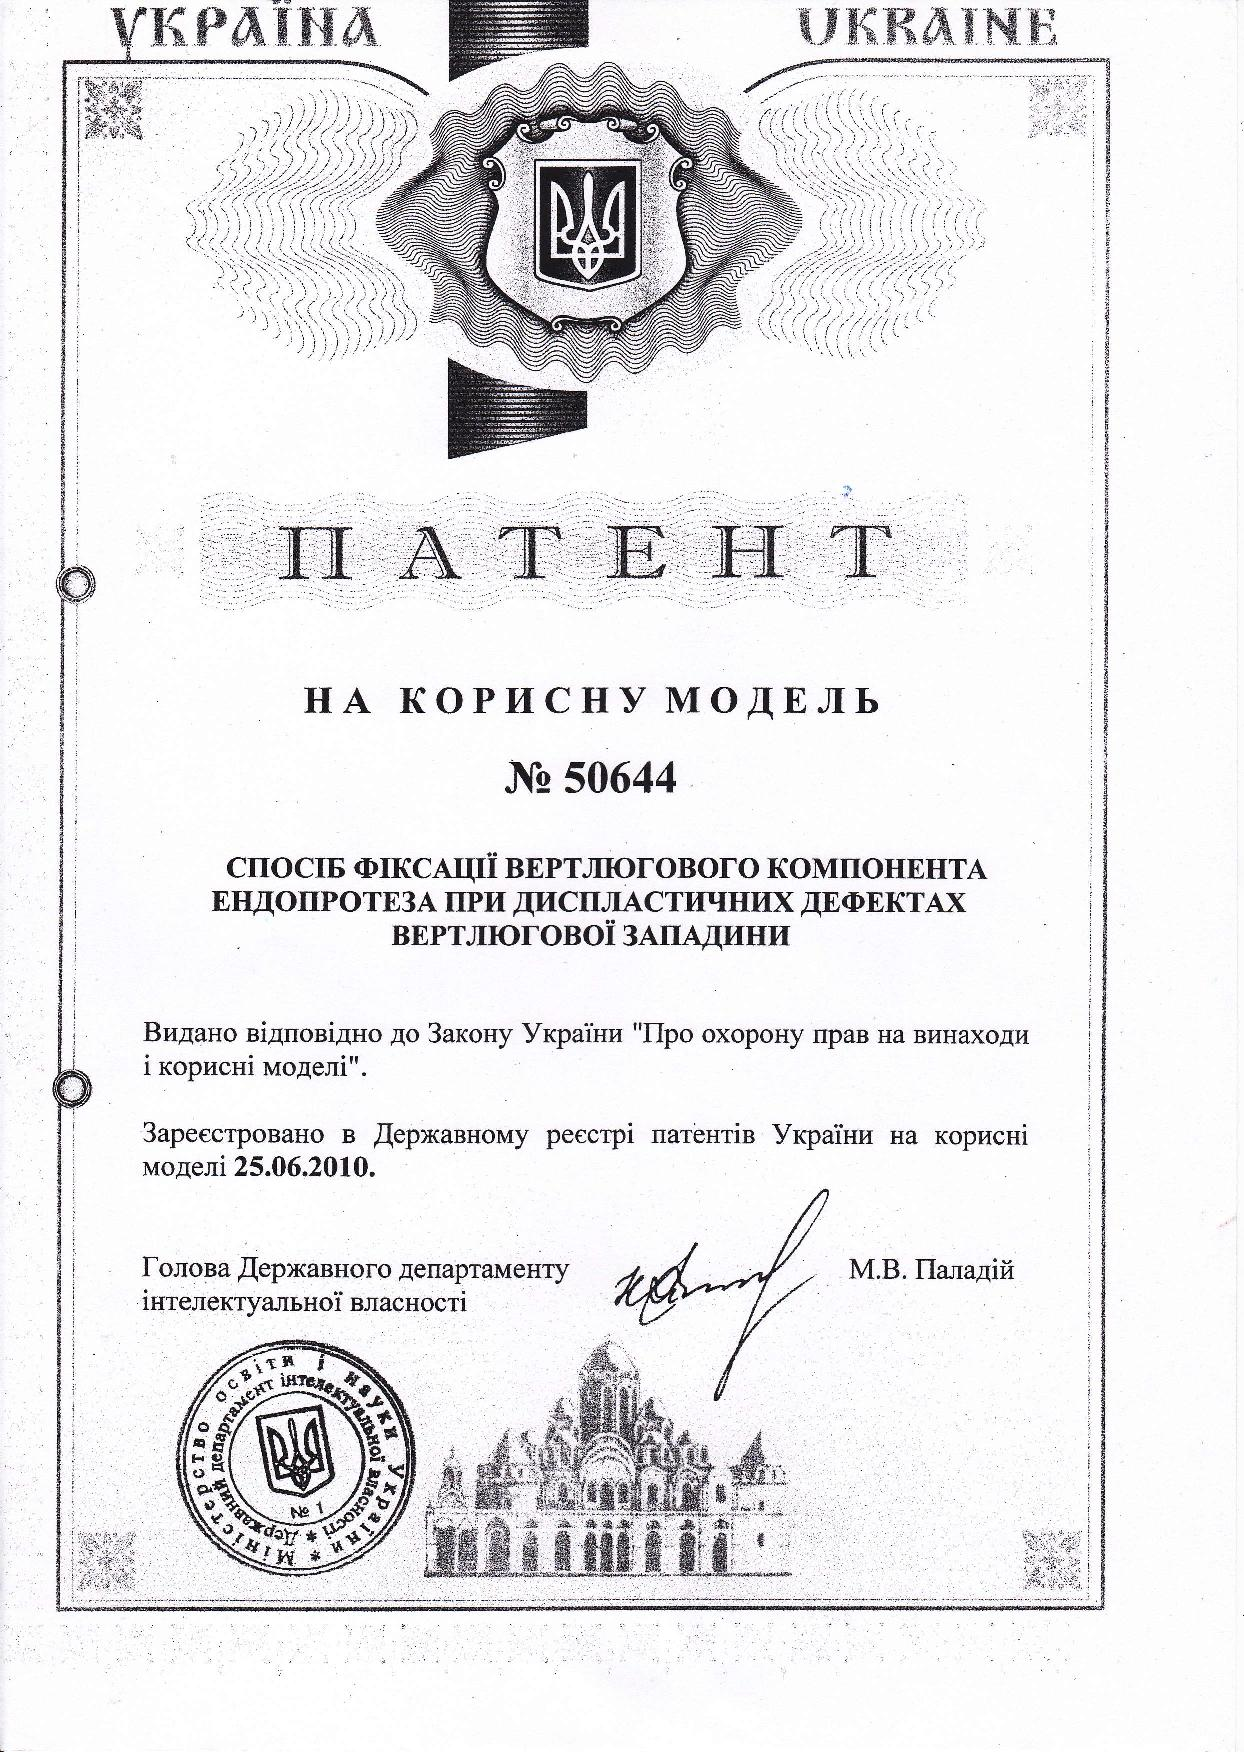 УКРАЇНА
UKRAINE
ПАТЕНТ
НА КОРИСНУ МОДЕЛЬ
№ 50644
СПОСІБ ФІКСАЦІЇ ВЕРТЛЮГОВОГО КОМПОНЕНТА
ЕНДОПРОТЕЗА ПРИ ДИСПЛАСТИЧНИХ ДЕФЕКТАХ
ВЕРТЛЮГОВОЇ ЗАПАДИНИ
Видано відповідно до Закону України "Про охорону прав на винаходи
і корисні моделі".
Зареєстровано в Державному реєстрі патентів України на корисні
моделі 25.06.2010.
Голова Державного департаменту
інтелектуальної власності
М.В. Паладій
Міністерство освіти і науки України *
Державний департамент інтелектуальної власності *
№ 1